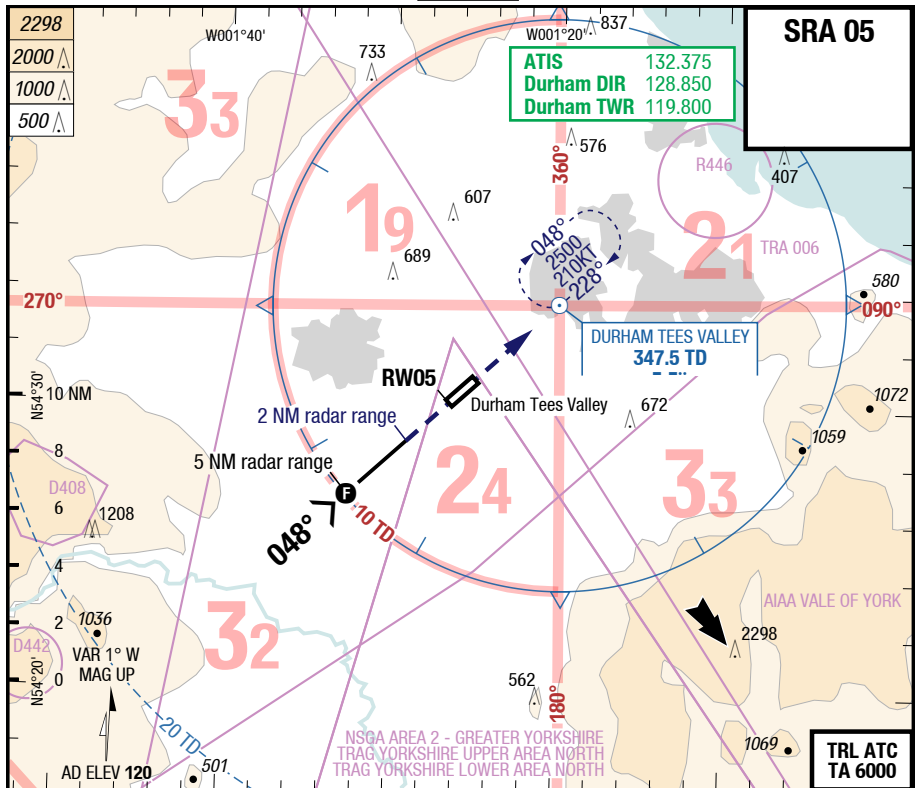 2298
2000
1000
500
W001°40'
W001°20'
837
SRA 05
733
ATIS 132.375
Durham DIR 128.850
Durham TWR 119.800
33
360°
576
R446
407
607
19
21
048°
2500
210KT
228°
TRA 006
689
580
270°
090°
DURHAM TEES VALLEY
347.5 TD
N54°30'
10 NM
RW05
Durham Tees Valley
1072
2 NM radar range
672
1059
8
5 NM radar range
24
33
D408
6
F
1208
10 TD
048°
4
AIAA VALE OF YORK
1036
2
32
2298
D442
VAR 1° W
MAG UP
N54°20'
0
562
180°
20 TD
NSGA AREA 2 - GREATER YORKSHIRE
TRAG YORKSHIRE UPPER AREA NORTH
TRAG YORKSHIRE LOWER AREA NORTH
1069
TRL ATC
TA 6000
AD ELEV 120
501